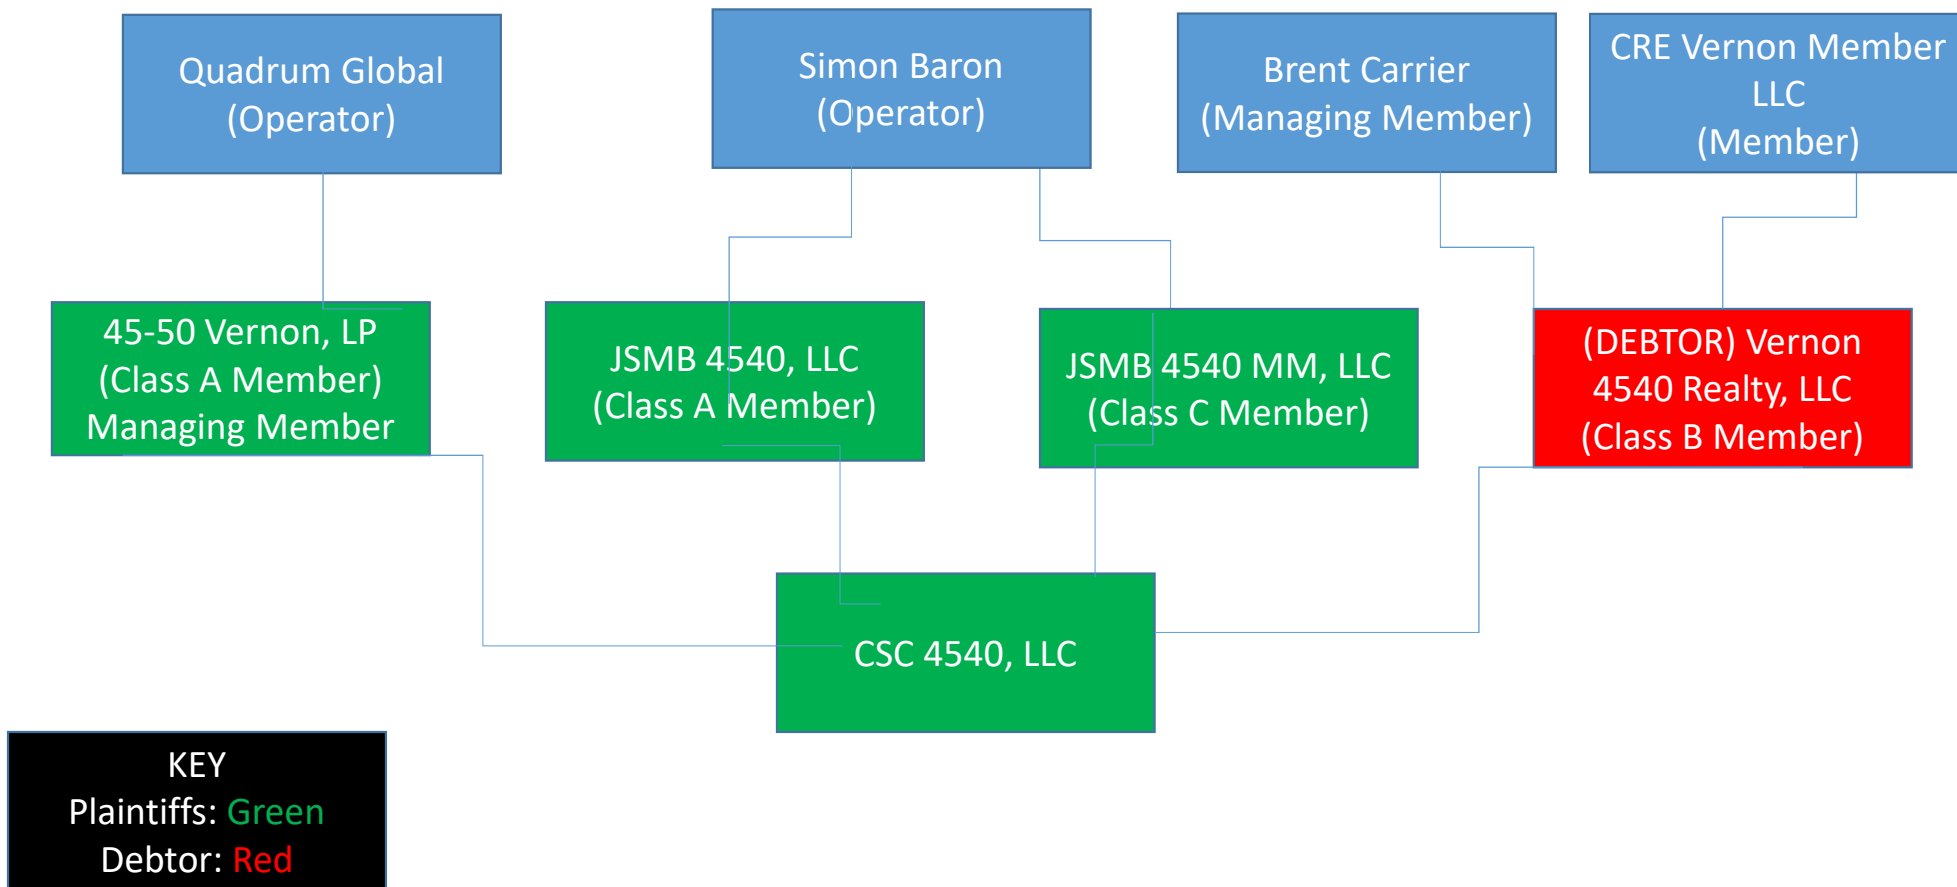 Quadrum Global
(Operator)
Simon Baron
(Operator)
Brent Carrier
(Managing Member)
CRE Vernon Member
LLC
(Member)
45-50 Vernon, LP
(Class A Member)
Managing Member
JSMB 4540, LLC
(Class A Member)
JSMB 4540 MM, LLC
(Class C Member)
(DEBTOR) Vernon
4540 Realty, LLC
(Class B Member)
CSC 4540, LLC
KEY
Plaintiffs: Green
Debtor: Red